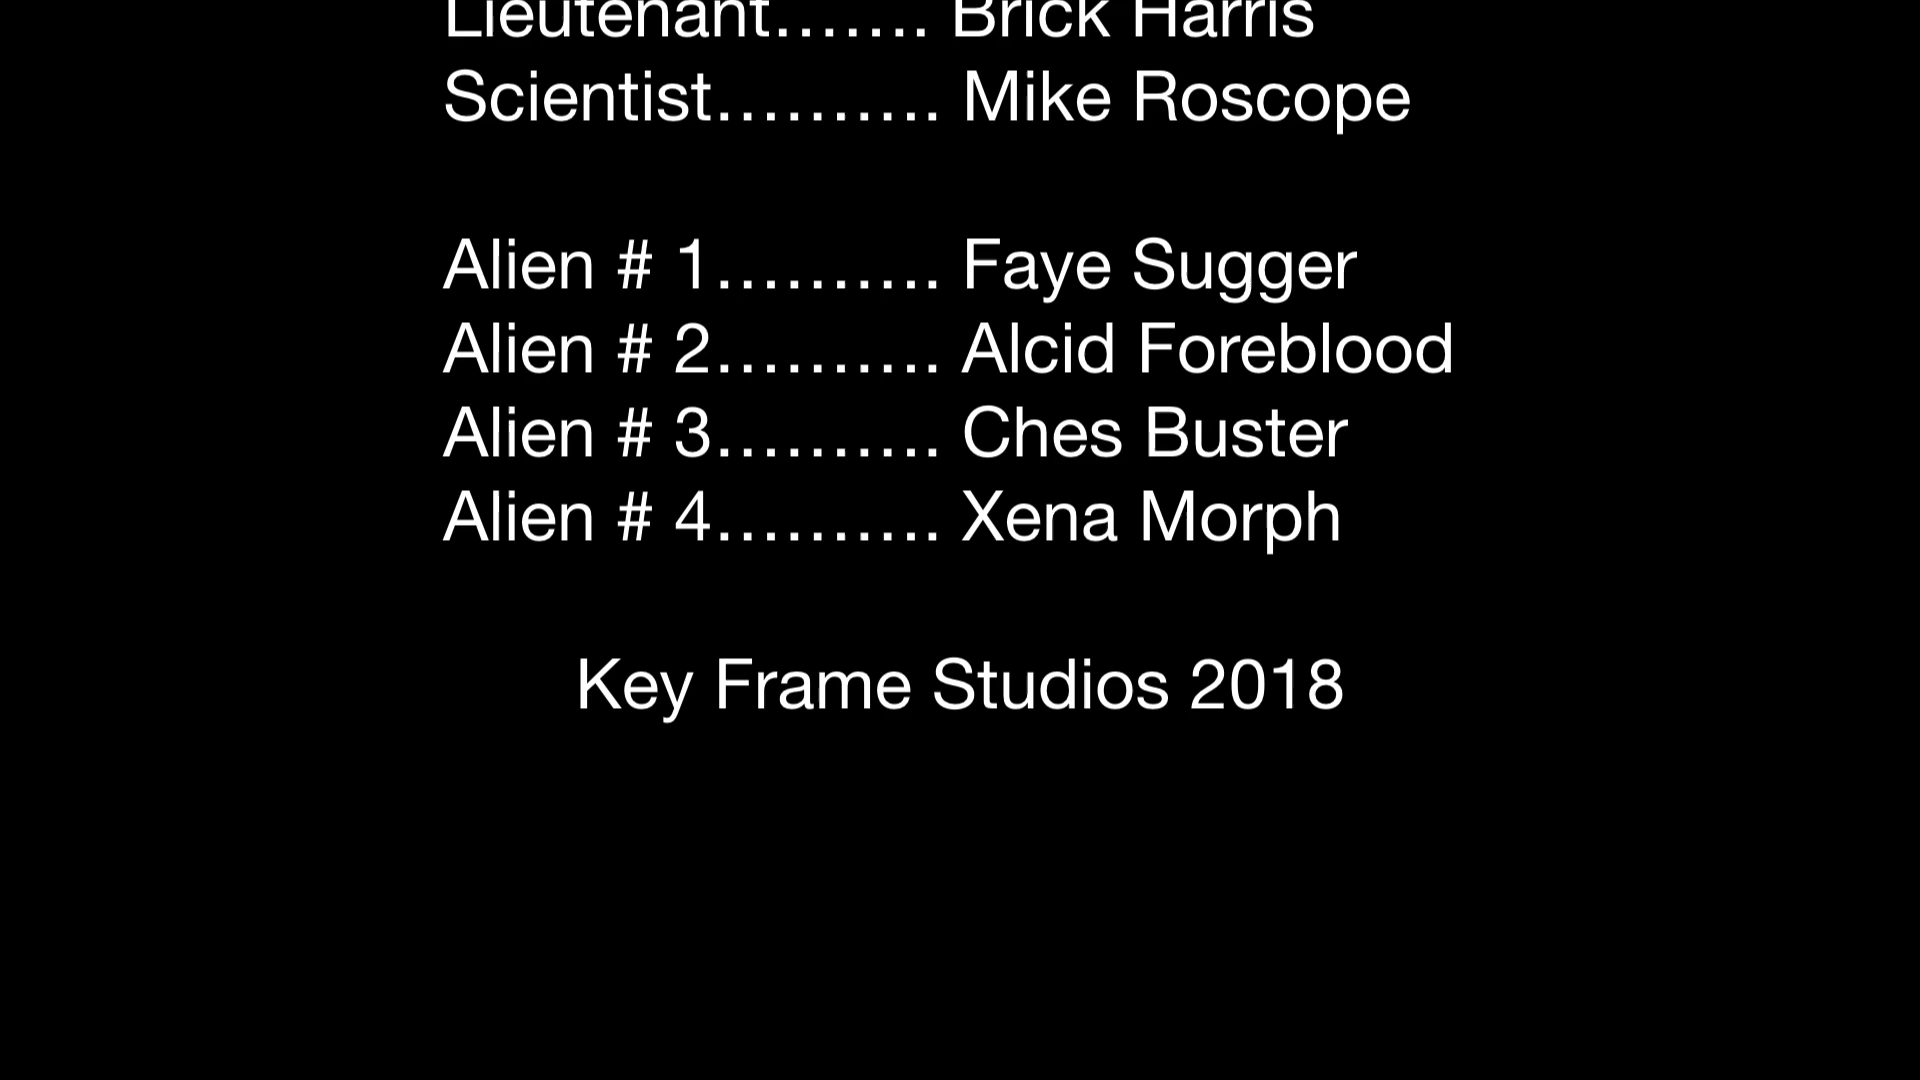 Lieutenant....... Brick Harris
Scientist.......... Mike Roscope
Alien # 1.......... Faye Sugger
Alien # 2.......... Alcid Foreblood
Alien # 3.......... Ches Buster
Alien # 4.......... Xena Morph
Key Frame Studios 2018